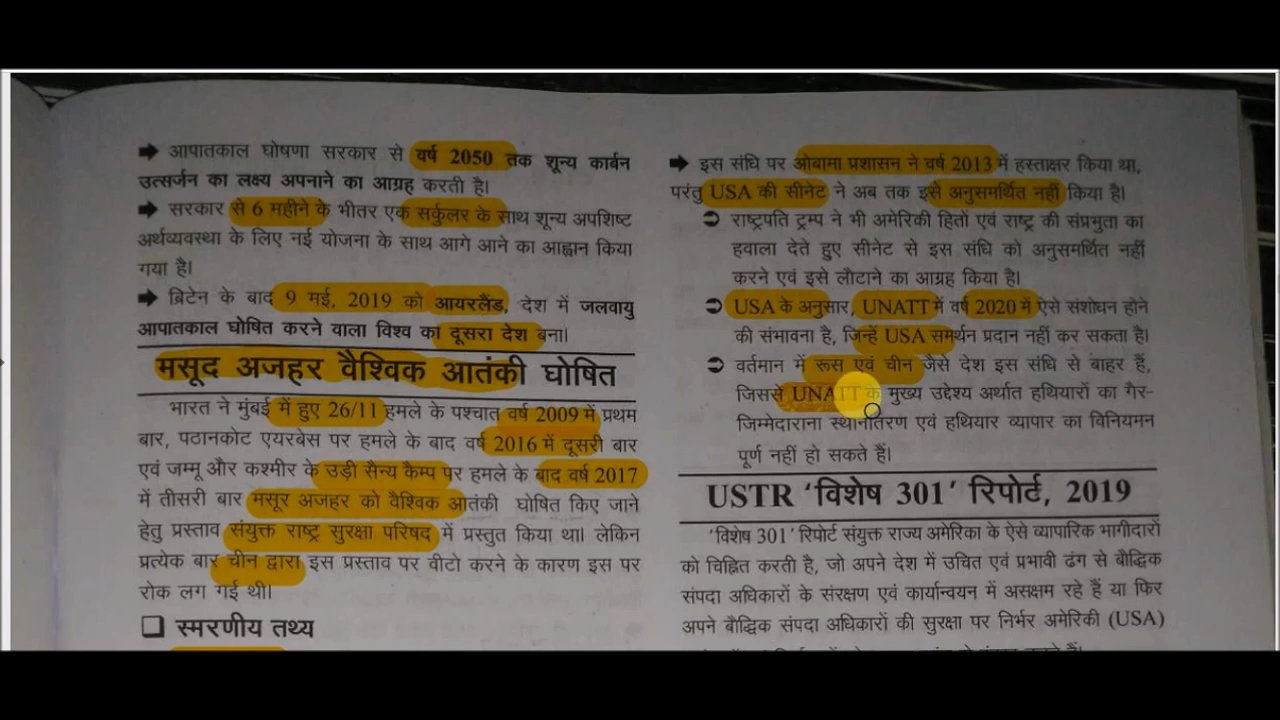 ➡ आपातकाल घोषणा सरकार से वर्ष 2050 तक शून्य कार्बन
उत्सर्जन का लक्ष्य अपनाने का आग्रह करती है।
➡ सरकार से 6 महीने के भीतर एक सर्कुलर के साथ शून्य अपशिष्ट
अर्थव्यवस्था के लिए नई योजना के साथ आगे आने का आह्वान किया
गया है।
➡ ब्रिटेन के बाद 9 मई, 2019 को आयरलैंड, देश में जलवायु
आपातकाल घोषित करने वाला विश्व का दूसरा देश बना।
मसूद अजहर वैश्विक आतंकी घोषित
भारत ने मुंबई में हुए 26/11 हमले के पश्चात वर्ष 2009 में प्रथम
बार, पठानकोट एयरबेस पर हमले के बाद वर्ष 2016 में दूसरी बार
एवं जम्मू और कश्मीर के उड़ी सैन्य कैम्प पर हमले के बाद वर्ष 2017
में तीसरी बार मसूर अजहर को वैश्विक आतंकी घोषित किए जाने
हेतु प्रस्ताव संयुक्त राष्ट्र सुरक्षा परिषद में प्रस्तुत किया था। लेकिन
प्रत्येक बार चीन द्वारा इस प्रस्ताव पर वीटो करने के कारण इस पर
रोक लग गई थी।
❑ स्मरणीय तथ्य
➡ इस संधि पर ओबामा प्रशासन ने वर्ष 2013 में हस्ताक्षर किया था,
परंतु USA की सीनेट ने अब तक इसे अनुसमर्थित नहीं किया है।
➲ राष्ट्रपति ट्रम्प ने भी अमेरिकी हितों एवं राष्ट्र की संप्रभुता का
हवाला देते हुए सीनेट से इस संधि को अनुसमर्थित नहीं
करने एवं इसे लौटाने का आग्रह किया है।
➲ USA के अनुसार, UNATT में वर्ष 2020 में ऐसे संशोधन होने
की संभावना है, जिन्हें USA समर्थन प्रदान नहीं कर सकता है।
➲ वर्तमान में रूस एवं चीन जैसे देश इस संधि से बाहर हैं,
जिससे UNATT के मुख्य उद्देश्य अर्थात हथियारों का गैर-
जिम्मेदाराना स्थानांतरण एवं हथियार व्यापार का विनियमन
पूर्ण नहीं हो सकते हैं।
USTR ‘विशेष 301’ रिपोर्ट, 2019
‘विशेष 301’ रिपोर्ट संयुक्त राज्य अमेरिका के ऐसे व्यापारिक भागीदारों
को चिह्नित करती है, जो अपने देश में उचित एवं प्रभावी ढंग से बौद्धिक
संपदा अधिकारों के संरक्षण एवं कार्यान्वयन में असक्षम रहे हैं या फिर
अपने बौद्धिक संपदा अधिकारों की सुरक्षा पर निर्भर अमेरिकी (USA)